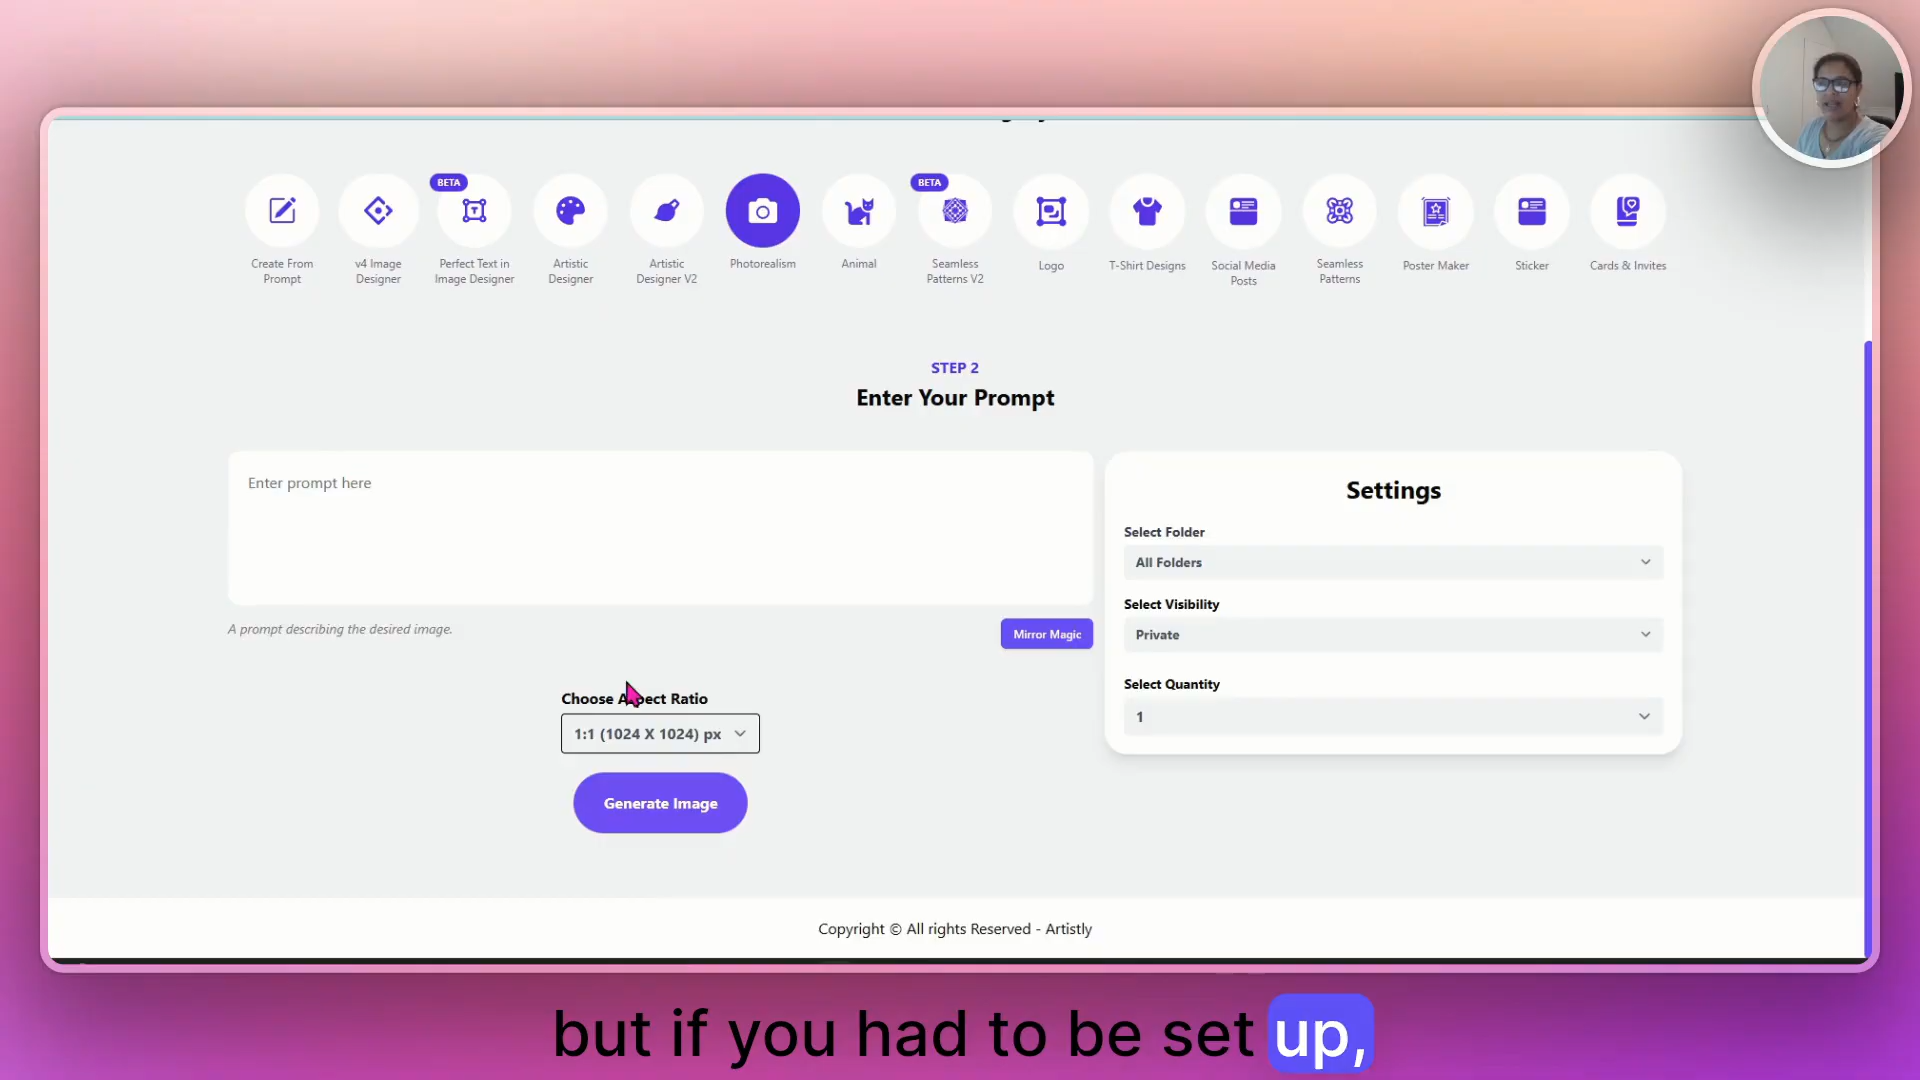 BETA
BETA
Create From
Prompt
v4 Image
Designer
Perfect Text in
Image Designer
Artistic
Designer
Artistic
Designer V2
Photorealism
Animal
Seamless
Patterns V2
Logo
T-Shirt Designs
Social Media
Posts
Seamless
Patterns
Poster Maker
Sticker
Cards & Invites
STEP 2
Enter Your Prompt
Enter prompt here
A prompt describing the desired image.
Mirror Magic
Choose Aspect Ratio
1:1 (1024 X 1024) px
Generate Image
Settings
Select Folder
All Folders
Select Visibility
Private
Select Quantity
1
Copyright © All rights Reserved - Artistly
but if you had to be set up,